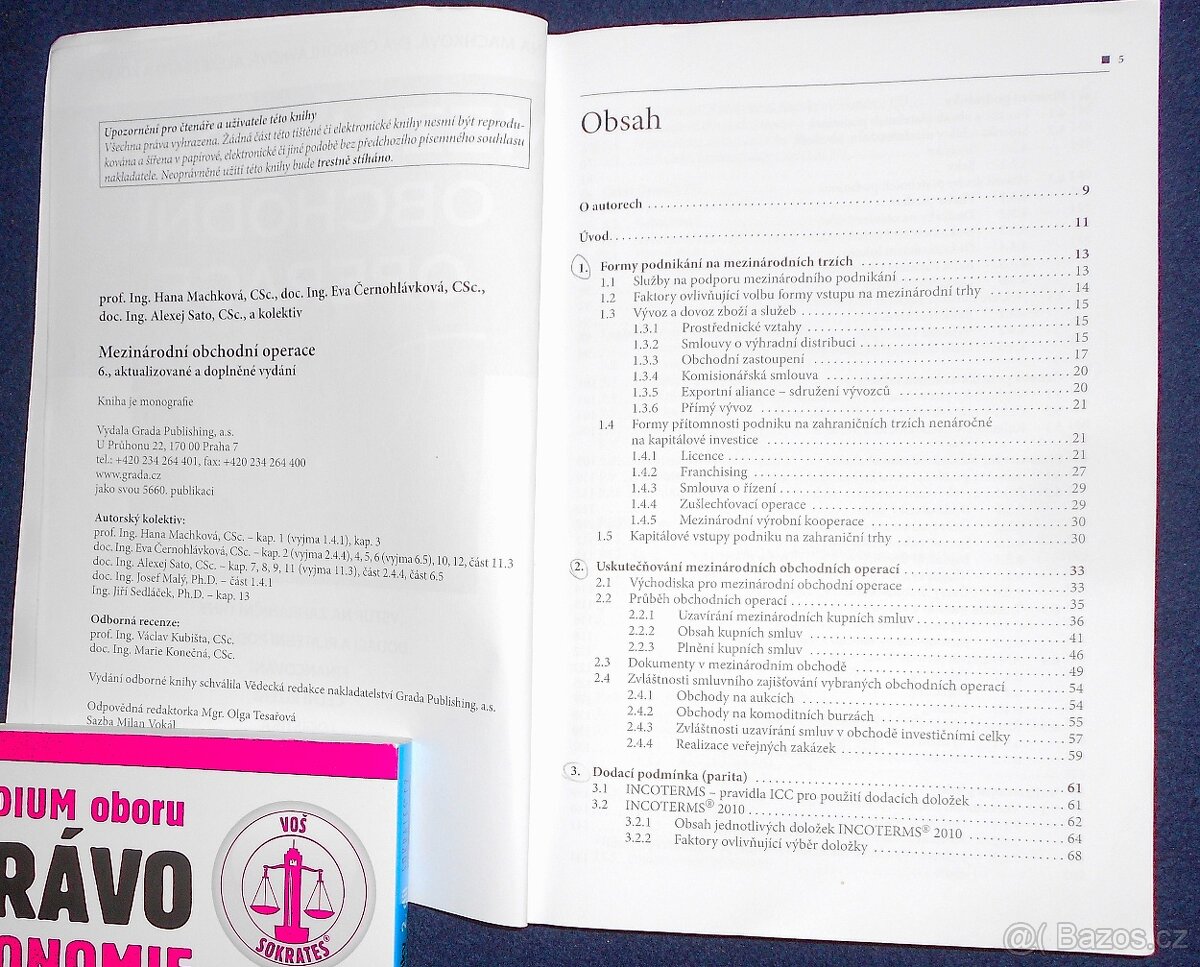 Upozornění pro čtenáře a uživatele této knihy
Všechna práva vyhrazena. Žádná část této tištěné či elektronické knihy nesmí být reprodu-
kována a šířena v papírové, elektronické či jiné podobě bez předchozího písemného souhlasu
nakladatele. Neoprávněné užití této knihy bude trestně stíháno.
prof. Ing. Hana Machková, CSc., doc. Ing. Eva Černohlávková, CSc.,
doc. Ing. Alexej Sato, CSc., a kolektiv
Mezinárodní obchodní operace
6., aktualizované a doplněné vydání
Kniha je monografie
Vydala Grada Publishing, a.s.
U Průhonu 22, 170 00 Praha 7
tel.: +420 234 264 401, fax: +420 234 264 400
www.grada.cz
jako svou 5660. publikaci
Autorský kolektiv:
prof. Ing. Hana Machková, CSc. – kap. 1 (vyjma 1.4.1), kap. 3
doc. Ing. Eva Černohlávková, CSc. – kap. 2 (vyjma 2.4.4), 4, 5, 6 (vyjma 6.5), 10, 12, část 11.3
doc. Ing. Alexej Sato, CSc. – kap. 7, 8, 9, 11 (vyjma 11.3), část 2.4.4, část 6.5
doc. Ing. Josef Malý, Ph.D. – část 1.4.1
Ing. Jiří Sedláček, Ph.D. – kap. 13
Odborná recenze:
prof. Ing. Václav Kubišta, CSc.
doc. Ing. Marie Konečná, CSc.
Vydání odborné knihy schválila Vědecká redakce nakladatelství Grada Publishing, a.s.
Odpovědná redaktorka Mgr. Olga Tesařová
Sazba Milan Vokál
DIUM oboru
RÁVO
ONOMIE
VOŠ
SOKRATES®
5
Obsah
O autorech ... 9
Úvod ... 11
1. Formy podnikání na mezinárodních trzích ... 13
1.1 Služby na podporu mezinárodního podnikání ... 13
1.2 Faktory ovlivňující volbu formy vstupu na mezinárodní trhy ... 14
1.3 Vývoz a dovoz zboží a služeb ... 15
1.3.1 Prostřednické vztahy ... 15
1.3.2 Smlouvy o výhradní distribuci ... 15
1.3.3 Obchodní zastoupení ... 17
1.3.4 Komisionářská smlouva ... 20
1.3.5 Exportní aliance – sdružení vývozců ... 20
1.3.6 Přímý vývoz ... 21
1.4 Formy přítomnosti podniku na zahraničních trzích nenáročné
na kapitálové investice ... 21
1.4.1 Licence ... 21
1.4.2 Franchising ... 27
1.4.3 Smlouva o řízení ... 29
1.4.4 Zušlechťovací operace ... 29
1.4.5 Mezinárodní výrobní kooperace ... 30
1.5 Kapitálové vstupy podniku na zahraniční trhy ... 30
2. Uskutečňování mezinárodních obchodních operací ... 33
2.1 Východiska pro mezinárodní obchodní operace ... 33
2.2 Průběh obchodních operací ... 35
2.2.1 Uzavírání mezinárodních kupních smluv ... 36
2.2.2 Obsah kupních smluv ... 41
2.2.3 Plnění kupních smluv ... 46
2.3 Dokumenty v mezinárodním obchodě ... 49
2.4 Zvláštnosti smluvního zajišťování vybraných obchodních operací ... 54
2.4.1 Obchody na aukcích ... 54
2.4.2 Obchody na komoditních burzách ... 55
2.4.3 Zvláštnosti uzavírání smluv v obchodě investičními celky ... 57
2.4.4 Realizace veřejných zakázek ... 59
3. Dodací podmínka (parita) ... 61
3.1 INCOTERMS – pravidla ICC pro použití dodacích doložek ... 61
3.2 INCOTERMS® 2010 ... 62
3.2.1 Obsah jednotlivých doložek INCOTERMS® 2010 ... 64
3.2.2 Faktory ovlivňující výběr doložky ... 68
@( Bazos.cz